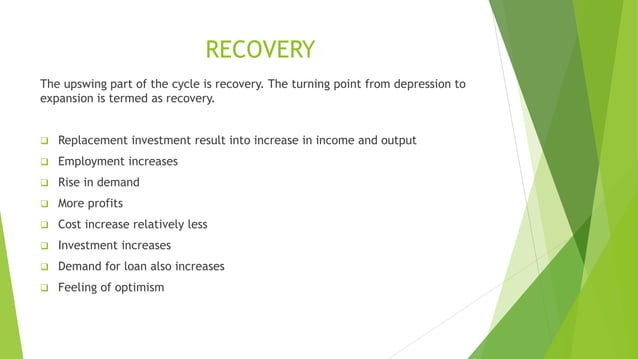 RECOVERY
The upswing part of the cycle is recovery. The turning point from depression to
expansion is termed as recovery.
Replacement investment result into increase in income and output
Employment increases
Rise in demand
More profits
Cost increase relatively less
Investment increases
Demand for loan also increases
Feeling of optimism